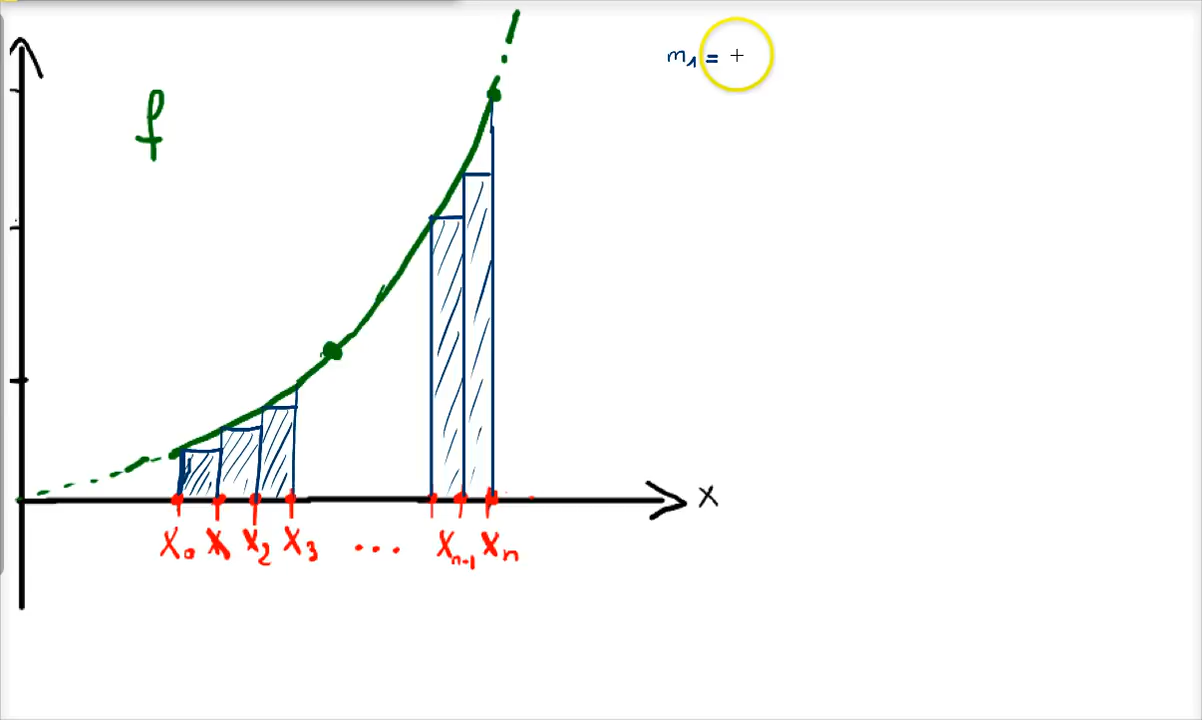 m₁ =
f
x
x₀ x₁ x₂ x₃ ... xₙ₋₁ xₙ